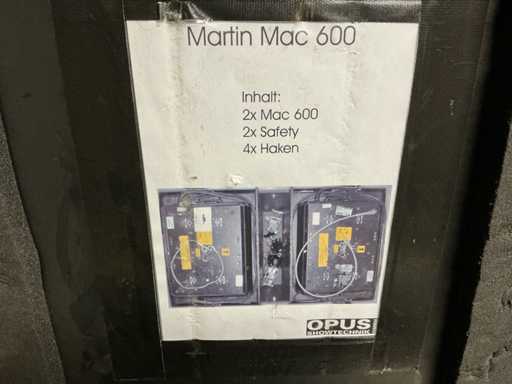 Martin Mac 600
Inhalt:
2x Mac 600
2x Safety
4x Haken
OPUS
SHOWTECHNIK